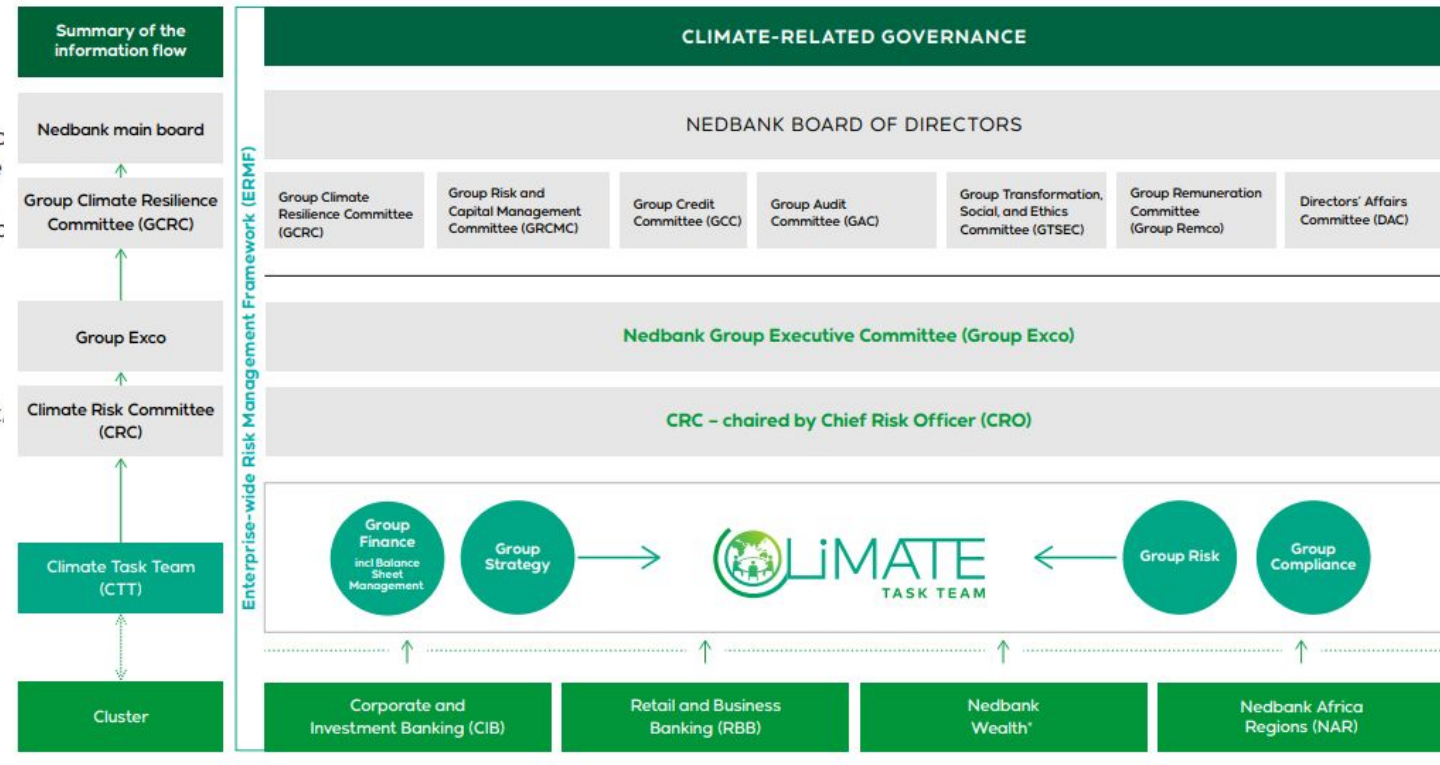 Summary of the
information flow
Nedbank main board
Group Climate Resilience
Committee (GCRC)
Group Exco
Climate Risk Committee
(CRC)
Climate Task Team
(CTT)
Cluster
Enterprise-wide Risk Management Framework (ERMF)
CLIMATE-RELATED GOVERNANCE
NEDBANK BOARD OF DIRECTORS
Group Climate
Resilience Committee
(GCRC)
Group Risk and
Capital Management
Committee (GRCMC)
Group Credit
Committee (GCC)
Group Audit
Committee (GAC)
Group Transformation,
Social, and Ethics
Committee (GTSEC)
Group Remuneration
Committee
(Group Remco)
Directors' Affairs
Committee (DAC)
Nedbank Group Executive Committee (Group Exco)
CRC – chaired by Chief Risk Officer (CRO)
Group
Finance
incl Balance
Sheet
Management
Group
Strategy
CLiMATE
TASK TEAM
Group Risk
Group
Compliance
Corporate and
Investment Banking (CIB)
Retail and Business
Banking (RBB)
Nedbank
Wealth*
Nedbank Africa
Regions (NAR)